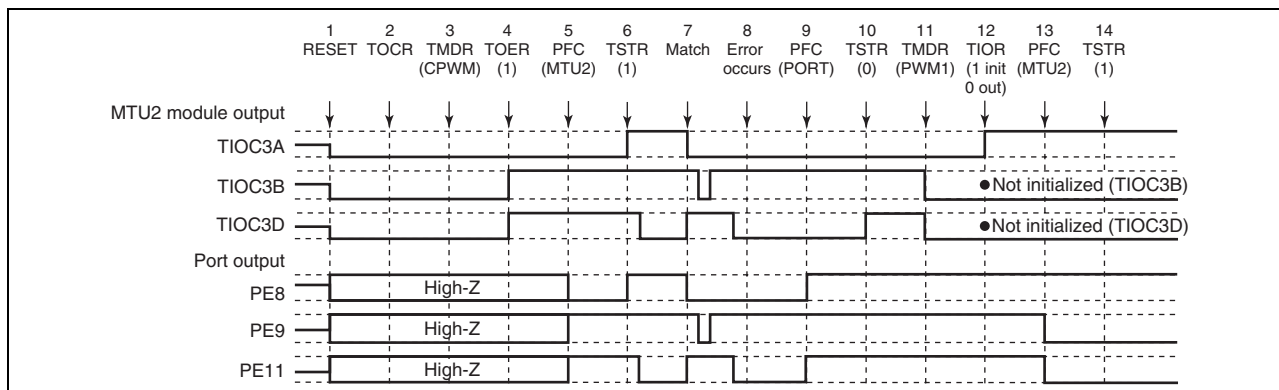 1 2 3 4 5 6 7 8 9 10 11 12 13 14
RESET TOCR TMDR TOER PFC TSTR Match Error PFC TSTR TMDR TIOR PFC TSTR
(CPWM) (1) (MTU2) (1) occurs (PORT) (0) (PWM1) (1 init (MTU2) (1)
0 out)
MTU2 module output
TIOC3A
TIOC3B
Not initialized (TIOC3B)
TIOC3D
Not initialized (TIOC3D)
Port output
PE8
High-Z
PE9
High-Z
PE11
High-Z